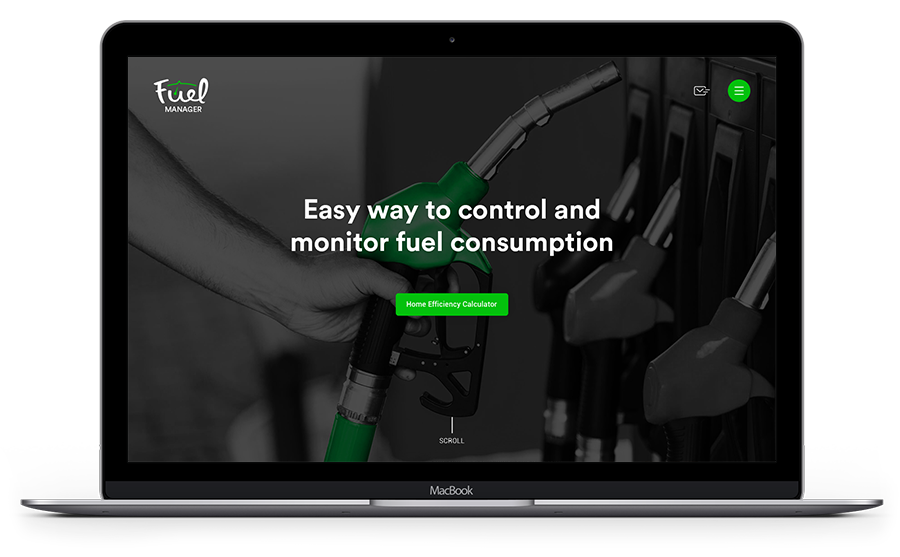 Fuel
MANAGER
Easy way to control and
monitor fuel consumption
Home Efficiency Calculator
SCROLL
MacBook